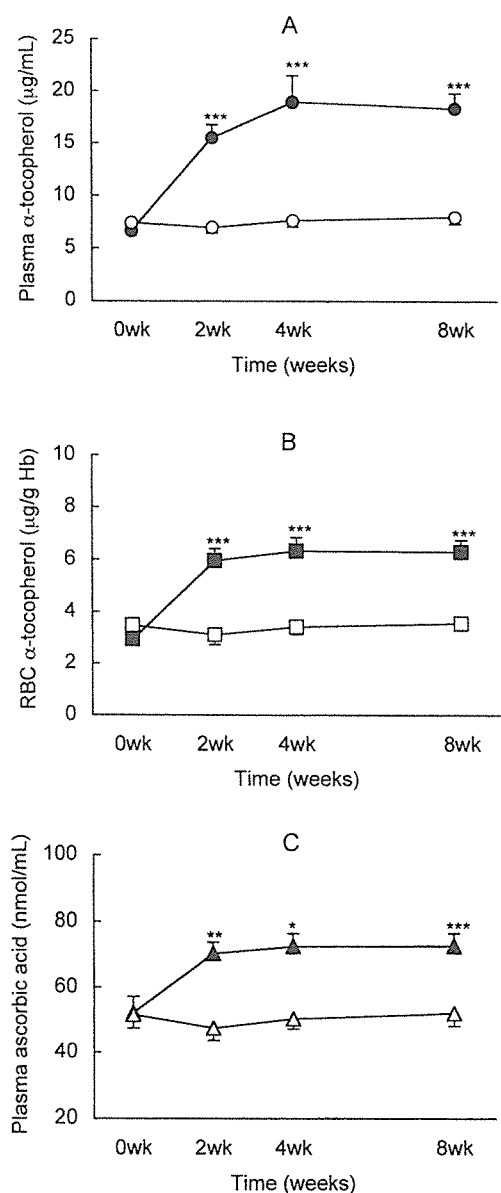 A
Plasma α-tocopherol (μg/mL)
25
20
15
10
5
0
***
***
***
0wk 2wk 4wk 8wk
Time (weeks)
B
RBC α-tocopherol (μg/g Hb)
10
8
6
4
2
0
***
***
***
0wk 2wk 4wk 8wk
Time (weeks)
C
Plasma ascorbic acid (nmol/mL)
100
80
60
40
20
**
*
***
0wk 2wk 4wk 8wk
Time (weeks)